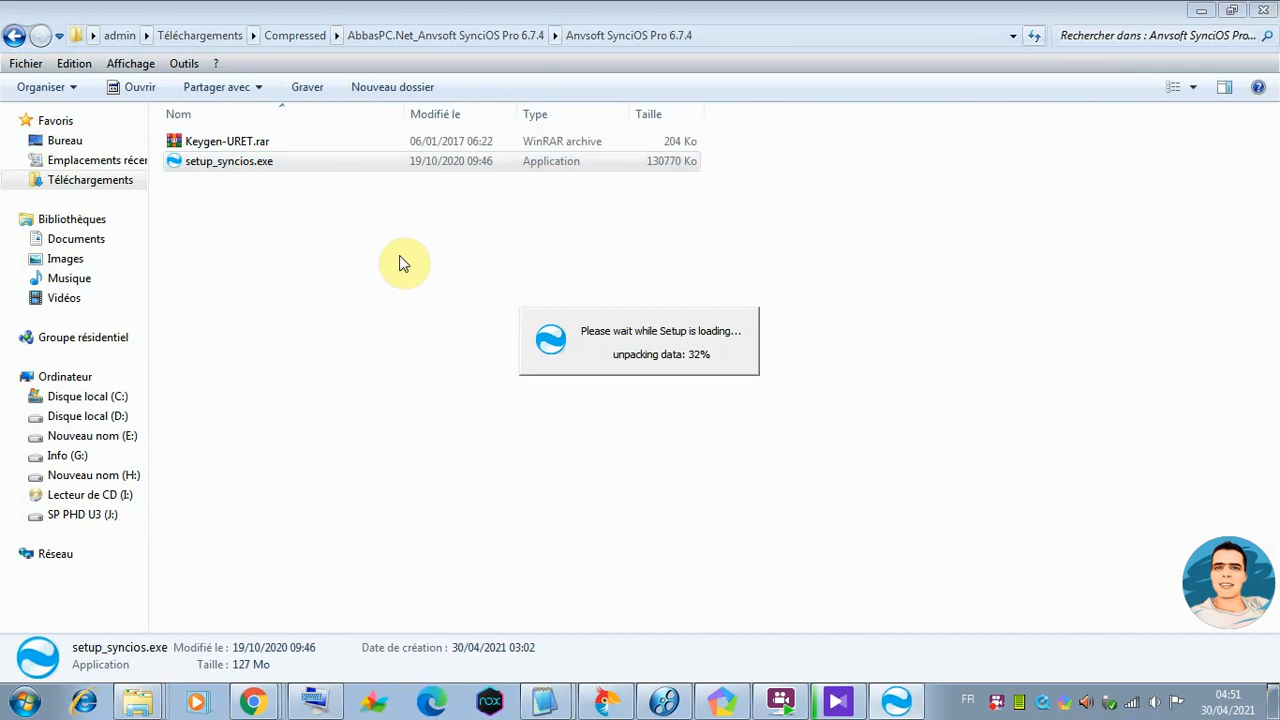 admin Téléchargements Compressed AbbasPC.Net_Anvsoft SynciOS Pro 6.7.4 Anvsoft SynciOS Pro 6.7.4 Rechercher dans : Anvsoft SynciOS Pro...
Fichier Edition Affichage Outils ?
Organiser Ouvrir Partager avec Graver Nouveau dossier
Nom Modifié le Type Taille
Keygen-URET.rar 06/01/2017 06:22 WinRAR archive 204 Ko
setup_syncios.exe 19/10/2020 09:46 Application 130770 Ko
Favoris
Bureau
Emplacements récer
Téléchargements
Bibliothèques
Documents
Images
Musique
Vidéos
Groupe résidentiel
Ordinateur
Disque local (C:)
Disque local (D:)
Nouveau nom (E:)
Info (G:)
Nouveau nom (H:)
Lecteur de CD (I:)
SP PHD U3 (J:)
Réseau
Please wait while Setup is loading...
unpacking data: 32%
setup_syncios.exe Modifié le : 19/10/2020 09:46 Date de création : 30/04/2021 03:02
Application Taille : 127 Mo
nox
FR
04:51
30/04/2021